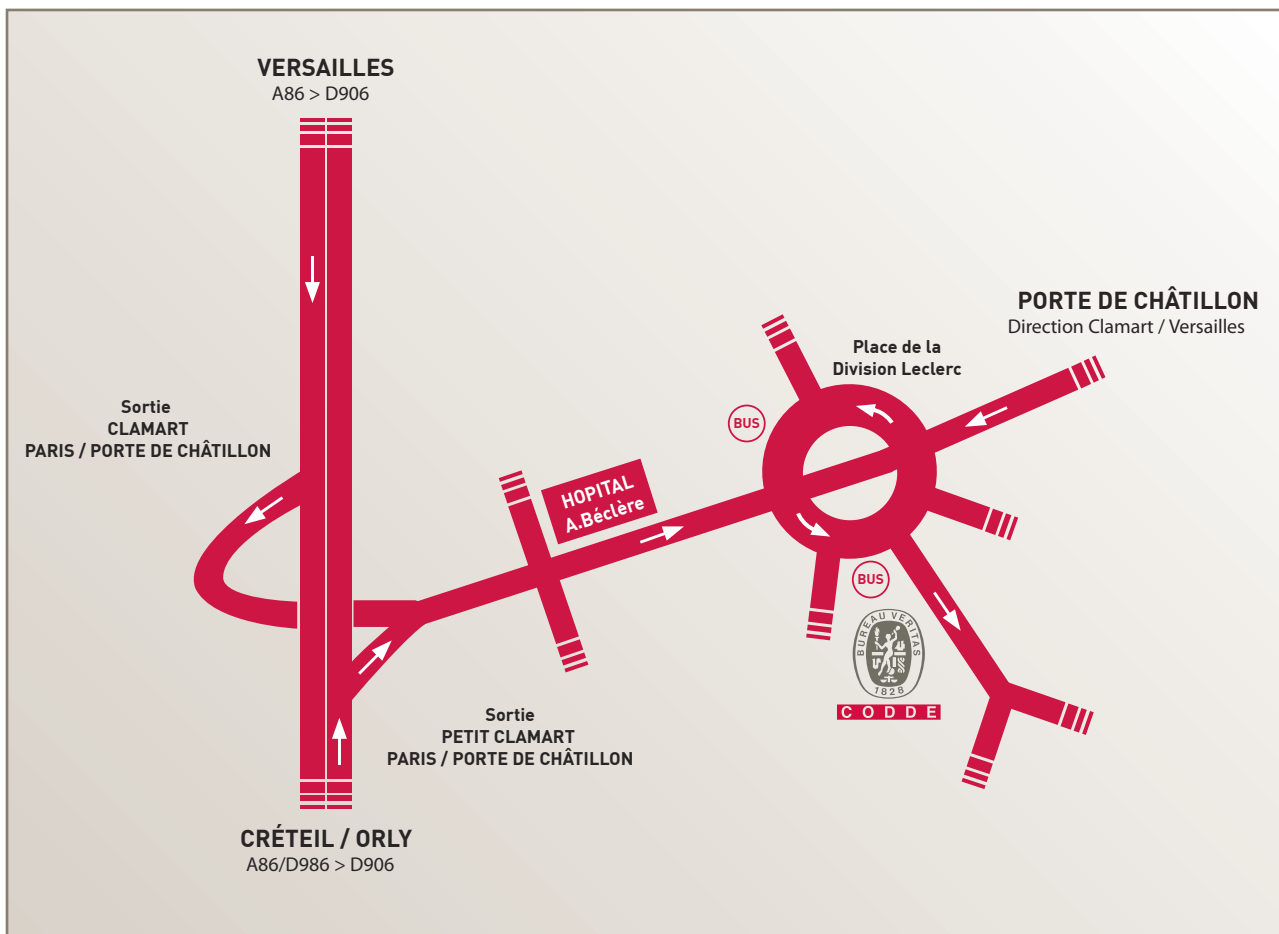 VERSAILLES
A86 > D906
PORTE DE CHÂTILLON
Direction Clamart / Versailles
Place de la
Division Leclerc
BUS
Sortie
CLAMART
PARIS / PORTE DE CHÂTILLON
HOPITAL
A.Béclère
BUS
BUREAU VERITAS
1828
CODDE
Sortie
PETIT CLAMART
PARIS / PORTE DE CHÂTILLON
CRÉTEIL / ORLY
A86/D986 > D906